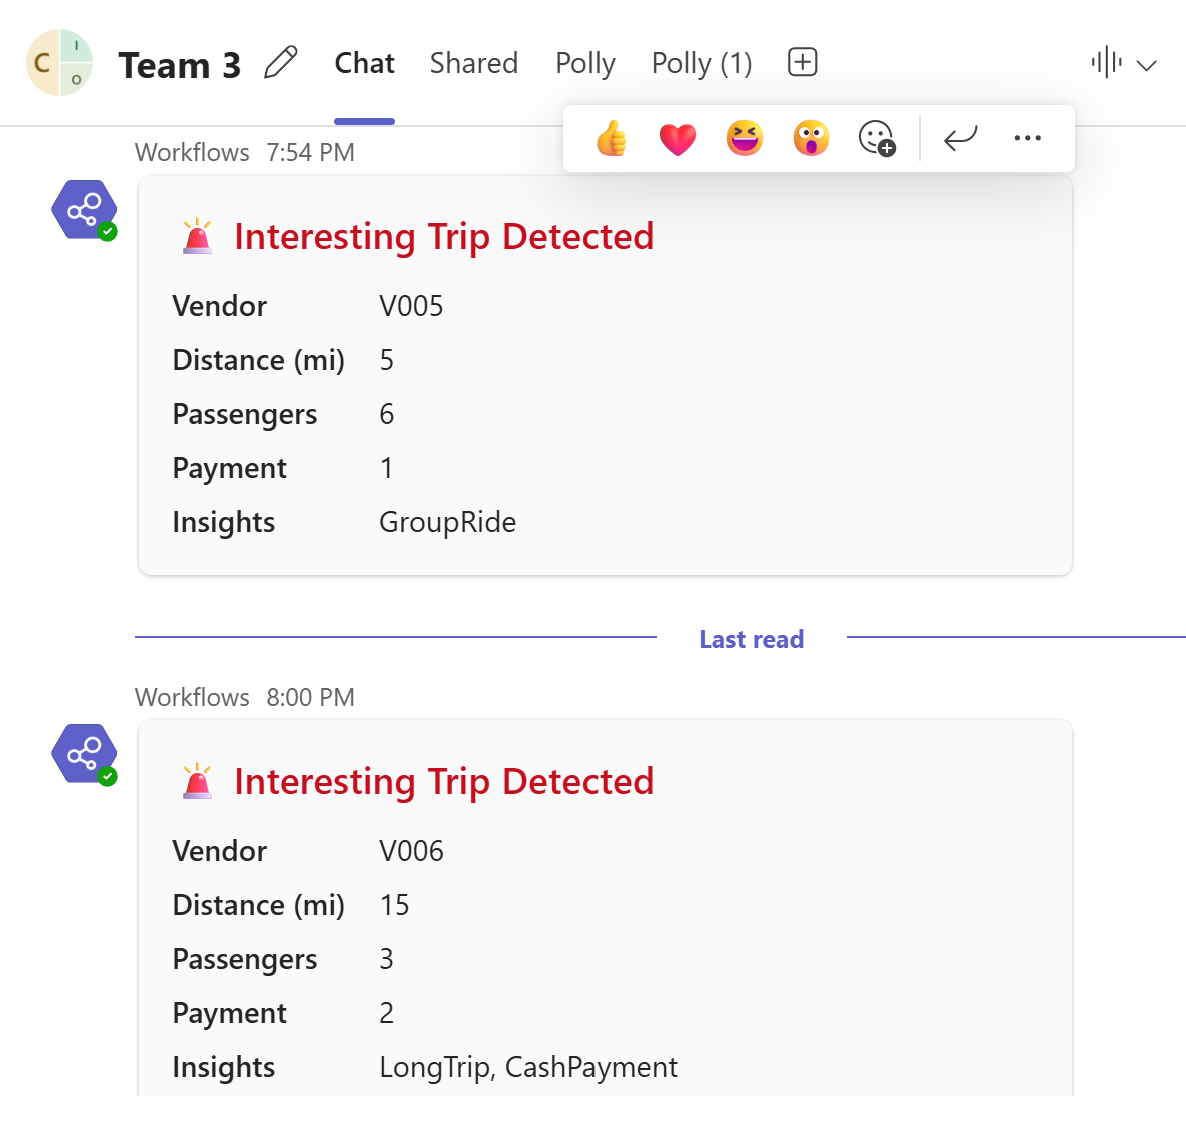 C I O Team 3 Chat Shared Polly Polly (1)
Workflows 7:54 PM
Interesting Trip Detected
Vendor V005
Distance (mi) 5
Passengers 6
Payment 1
Insights GroupRide
Last read
Workflows 8:00 PM
Interesting Trip Detected
Vendor V006
Distance (mi) 15
Passengers 3
Payment 2
Insights LongTrip, CashPayment